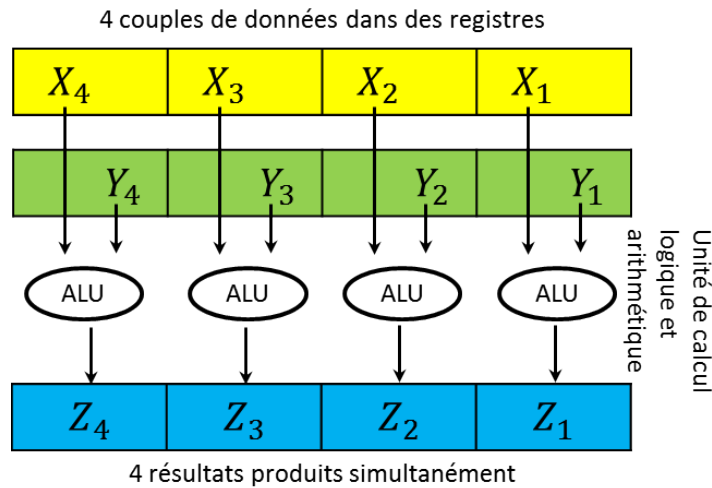 4 couples de données dans des registres
X₄ X₃ X₂ X₁
Y₄ Y₃ Y₂ Y₁
ALU ALU ALU ALU
Unité de calcul
logique et
arithmétique
Z₄ Z₃ Z₂ Z₁
4 résultats produits simultanément